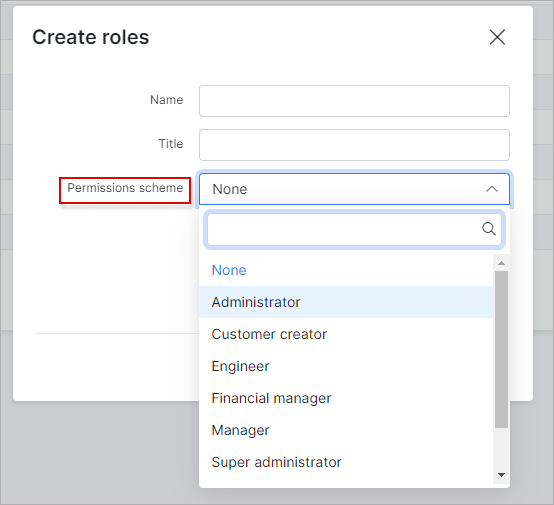 Create roles
Name
Title
Permissions scheme
None
None
Administrator
Customer creator
Engineer
Financial manager
Manager
Super administrator